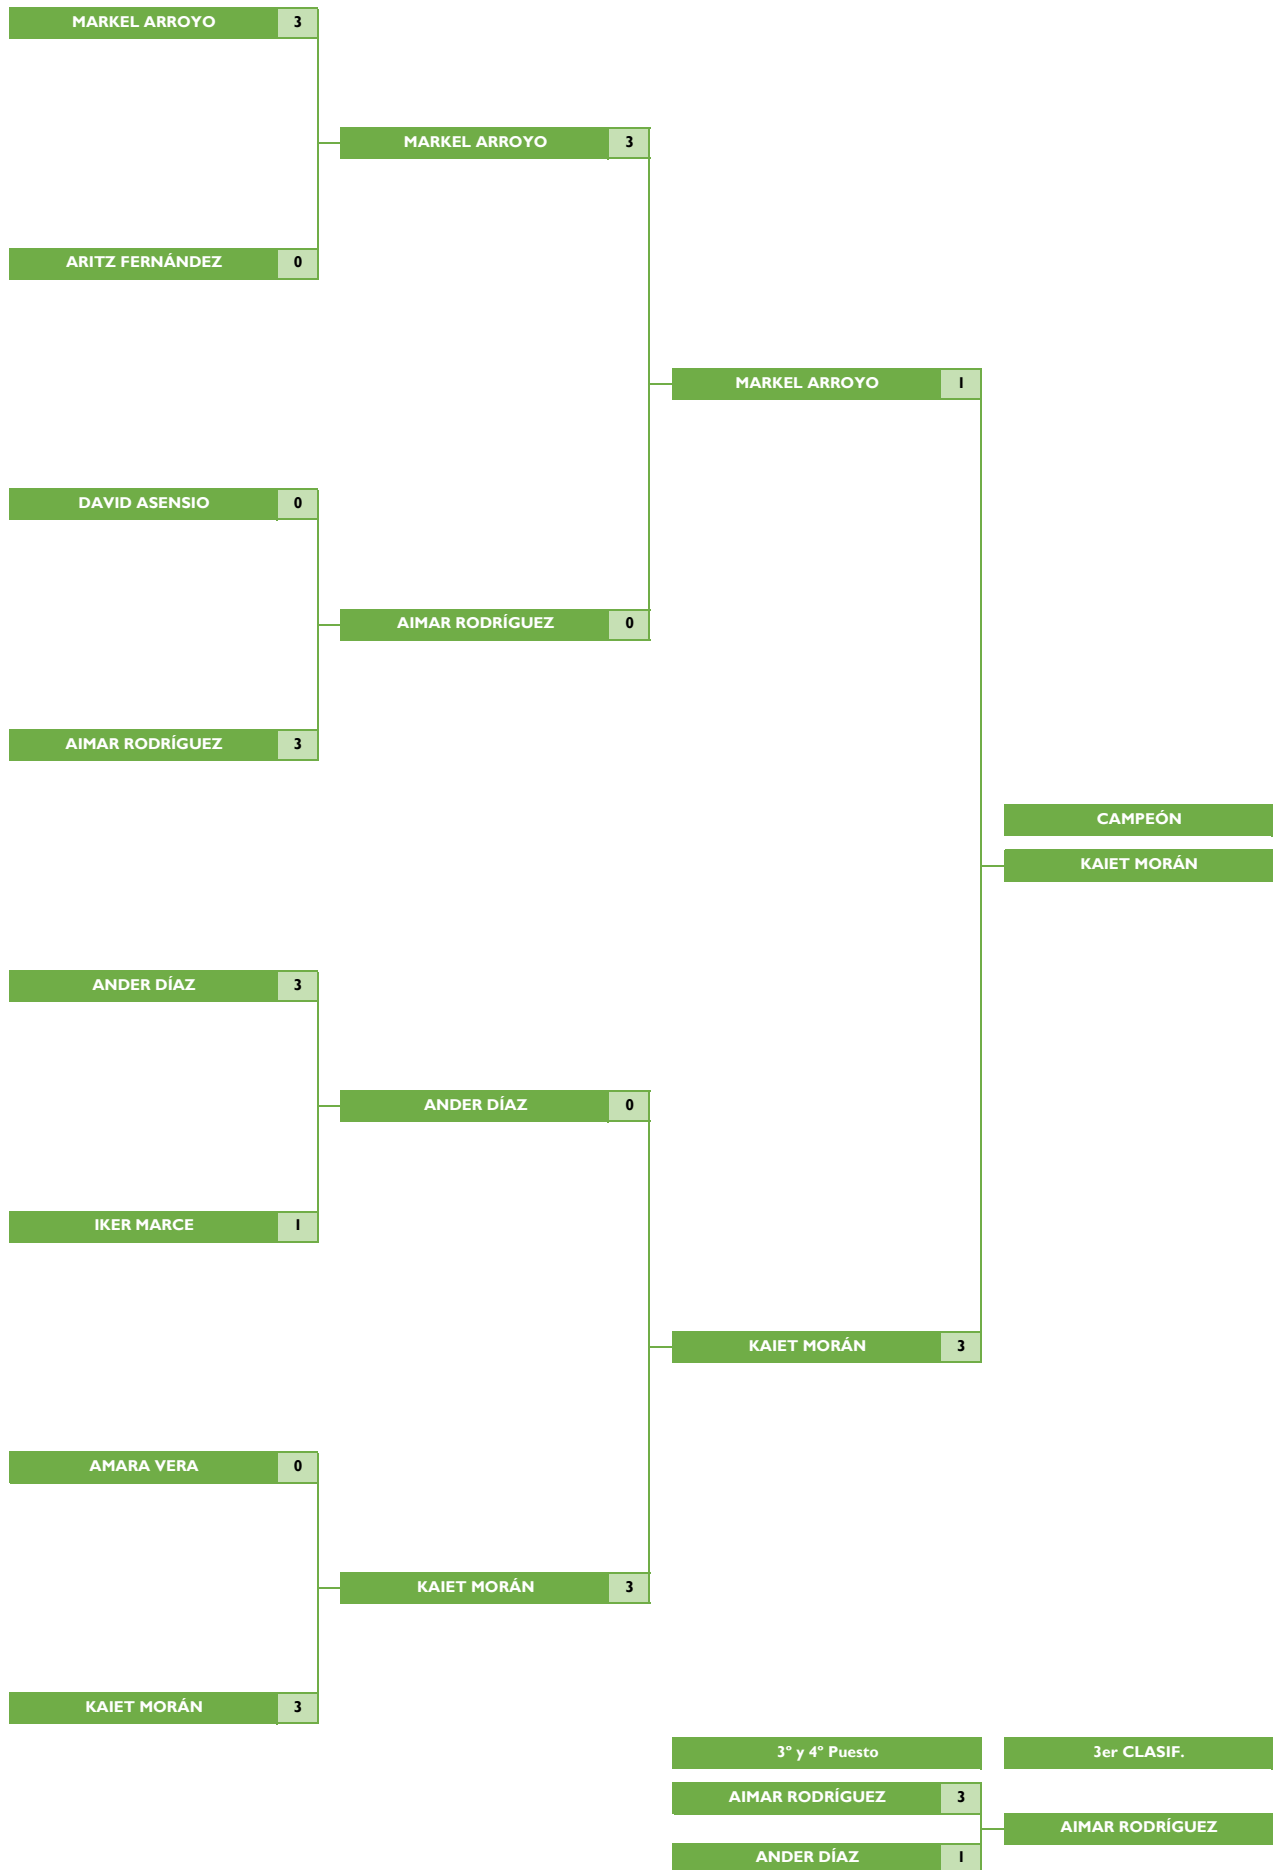 MARKEL ARROYO 3
MARKEL ARROYO 3
ARITZ FERNÁNDEZ 0
MARKEL ARROYO 1
DAVID ASENSIO 0
AIMAR RODRÍGUEZ 0
AIMAR RODRÍGUEZ 3
CAMPEÓN
KAIET MORÁN
ANDER DÍAZ 3
ANDER DÍAZ 0
IKER MARCE 1
KAIET MORÁN 3
AMARA VERA 0
KAIET MORÁN 3
KAIET MORÁN 3
3º y 4º Puesto 3er CLASIF.
AIMAR RODRÍGUEZ 3
AIMAR RODRÍGUEZ
ANDER DÍAZ 1